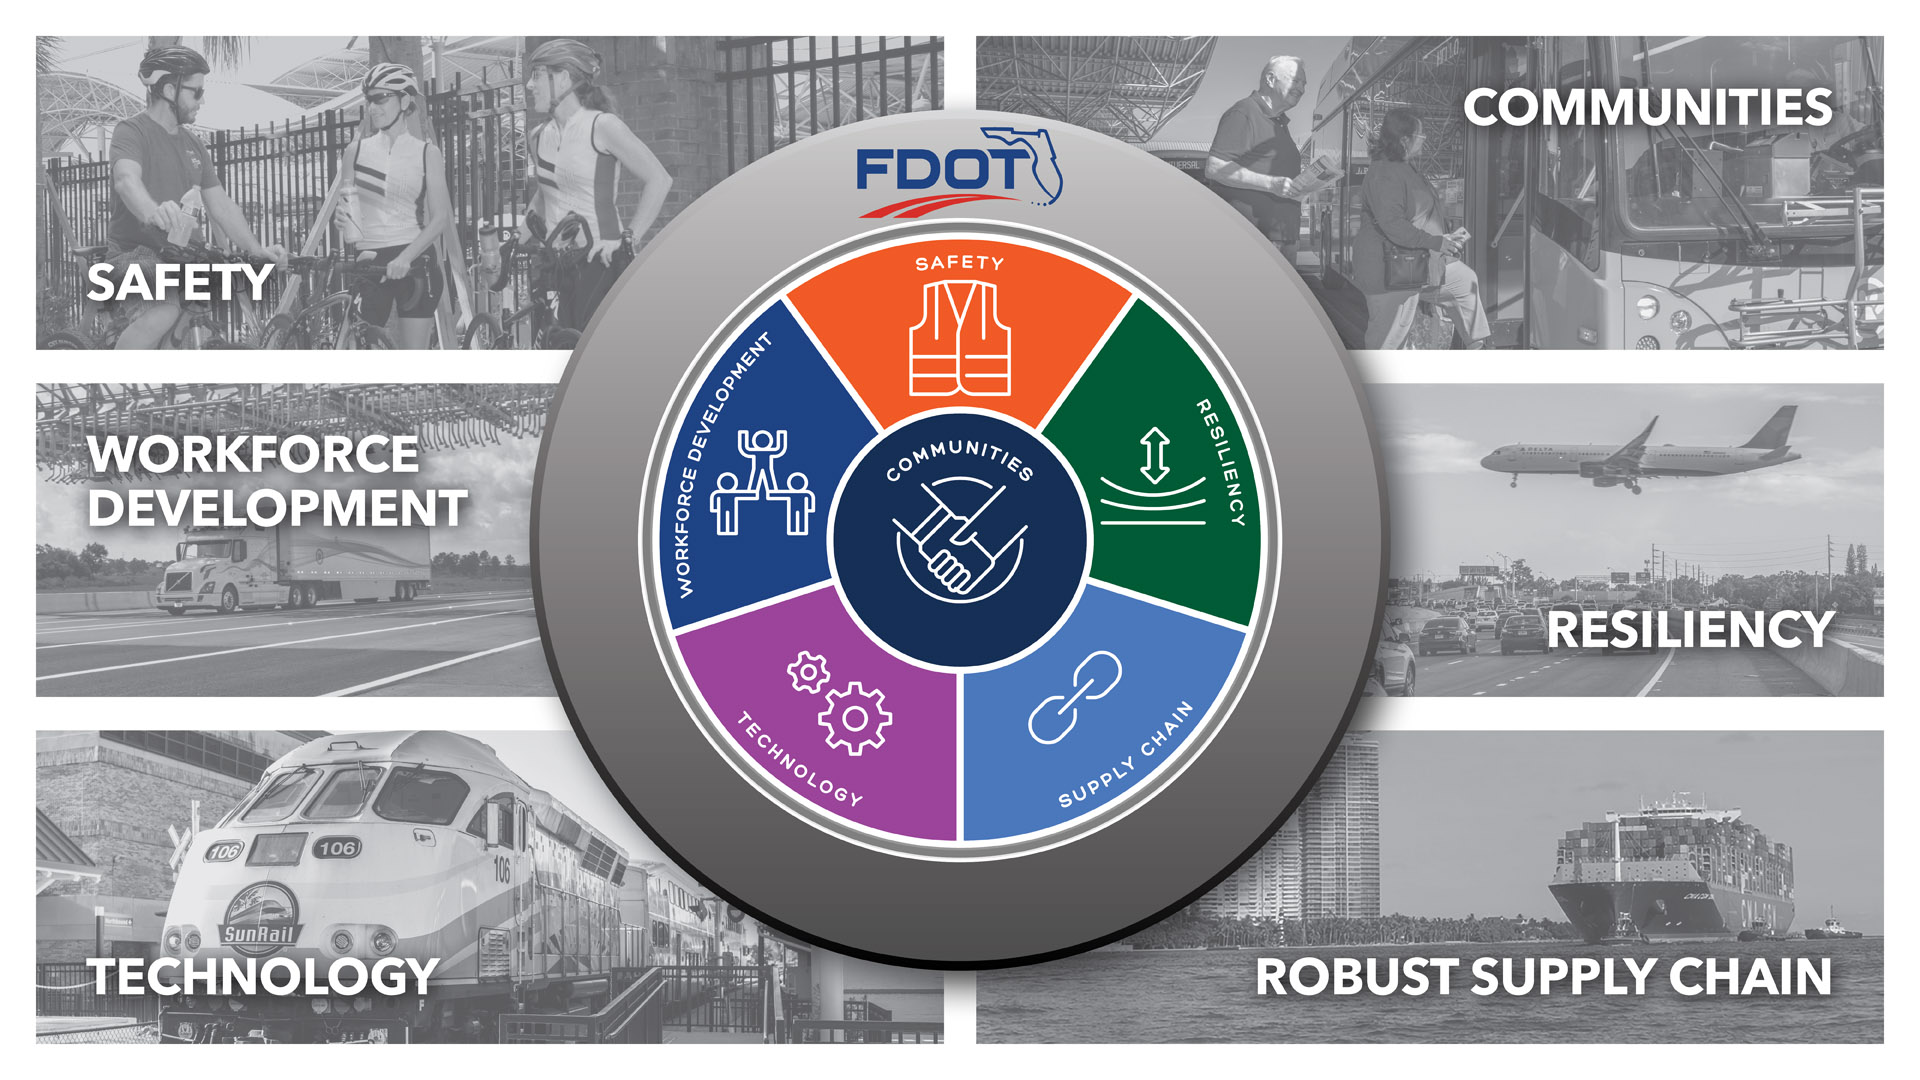 COMMUNITIES
SAFETY
WORKFORCE
DEVELOPMENT
RESILIENCY
TECHNOLOGY
ROBUST SUPPLY CHAIN
FDOT
SAFETY
WORKFORCE DEVELOPMENT
RESILIENCY
COMMUNITIES
TECHNOLOGY
SUPPLY CHAIN
DELTA
106
106
106
SunRail